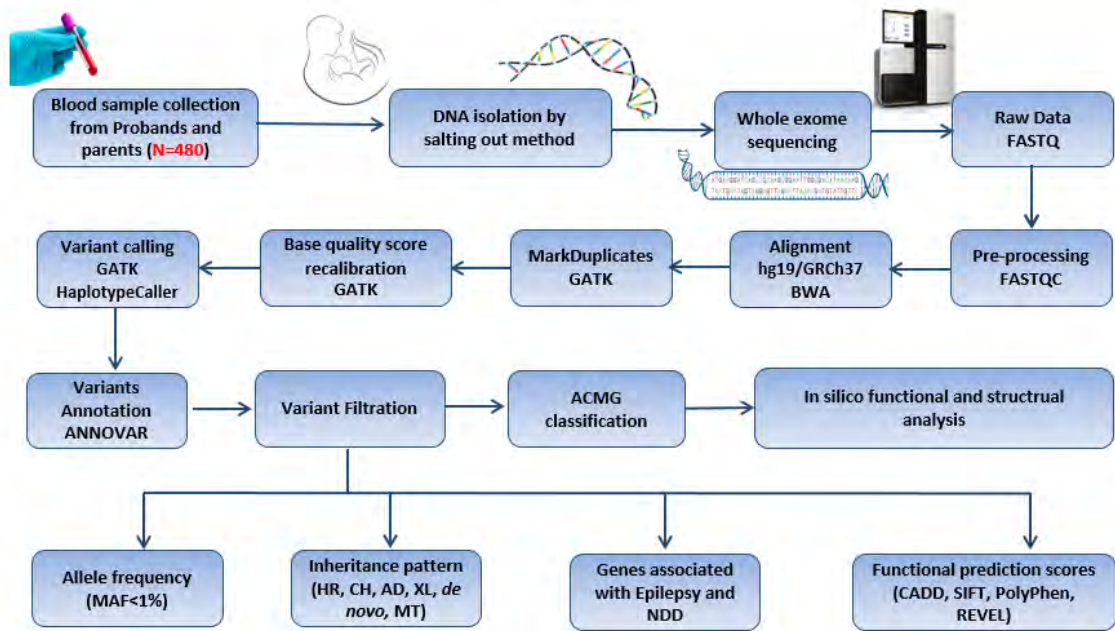 Blood sample collection
from Probands and
parents (N=480)
DNA isolation by
salting out method
Whole exome
sequencing
Raw Data
FASTQ
Variant calling
GATK
HaplotypeCaller
Base quality score
recalibration
GATK
MarkDuplicates
GATK
Alignment
hg19/GRCh37
BWA
Pre-processing
FASTQC
Variants
Annotation
ANNOVAR
Variant Filtration
ACMG
classification
In silico functional and structrual
analysis
Allele frequency
(MAF<1%)
Inheritance pattern
(HR, CH, AD, XL, de
novo, MT)
Genes associated
with Epilepsy and
NDD
Functional prediction scores
(CADD, SIFT, PolyPhen,
REVEL)